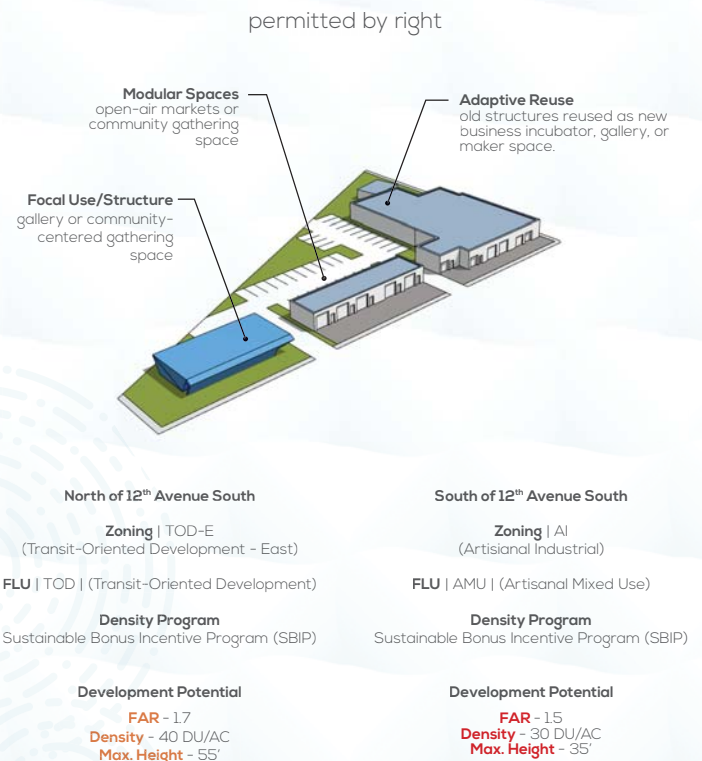 permitted by right
Modular Spaces
open-air markets or
community gathering
space
Adaptive Reuse
old structures reused as new
business incubator, gallery, or
maker space.
Focal Use/Structure
gallery or community-
centered gathering
space
North of 12th Avenue South
Zoning | TOD-E
(Transit-Oriented Development - East)
FLU | TOD | (Transit-Oriented Development)
Density Program
Sustainable Bonus Incentive Program (SBIP)
Development Potential
FAR - 1.7
Density - 40 DU/AC
Max. Height - 55'
South of 12th Avenue South
Zoning | AI
(Artisianal Industrial)
FLU | AMU | (Artisanal Mixed Use)
Density Program
Sustainable Bonus Incentive Program (SBIP)
Development Potential
FAR - 1.5
Density - 30 DU/AC
Max. Height - 35'